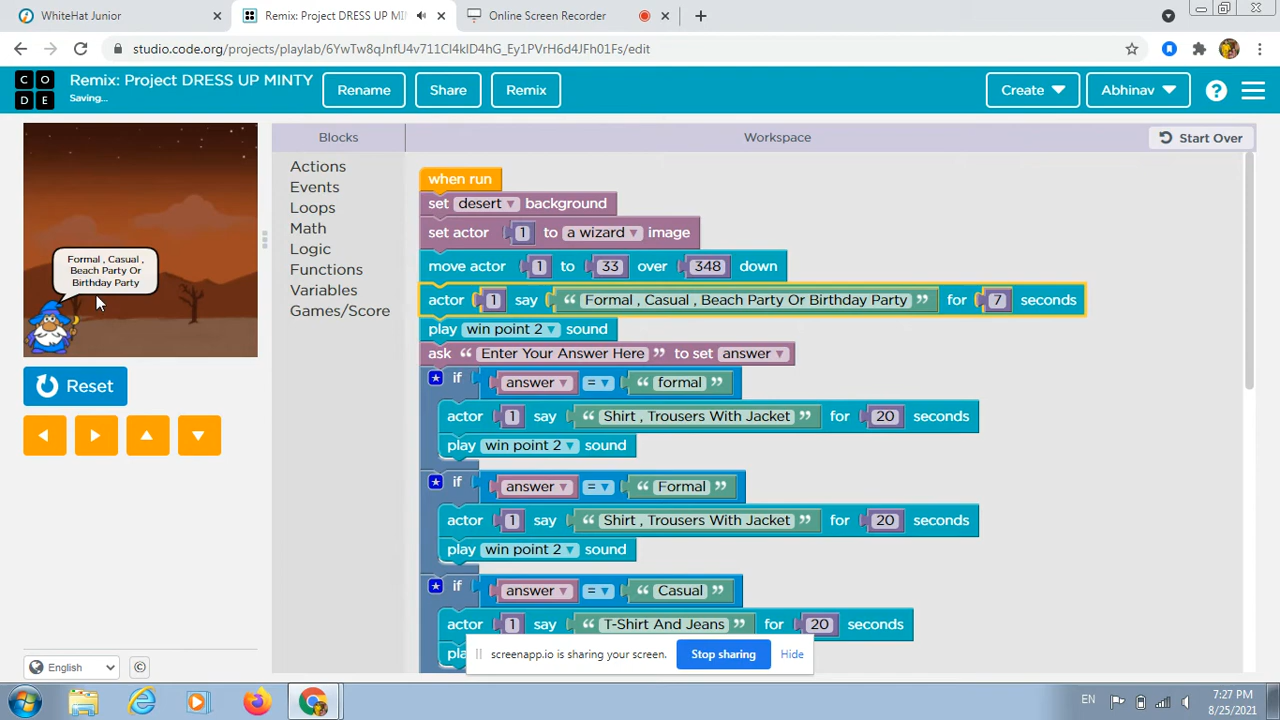 WhiteHat Junior
Remix: Project DRESS UP MIN
Online Screen Recorder
studio.code.org/projects/playlab/6YwTw8qJnfU4v711CI4klD4hG_Ey1PVrH6d4JFh01Fs/edit
C O
D E
Remix: Project DRESS UP MINTY
Saving...
Rename
Share
Remix
Create
Abhinav
?
Blocks
Workspace
Start Over
Formal , Casual ,
Beach Party Or
Birthday Party
Reset
Actions
Events
Loops
Math
Logic
Functions
Variables
Games/Score
when run
set desert background
set actor 1 to a wizard image
move actor 1 to 33 over 348 down
actor 1 say “ Formal , Casual , Beach Party Or Birthday Party ” for 7 seconds
play win point 2 sound
ask “ Enter Your Answer Here ” to set answer
if answer = “ formal ”
actor 1 say “ Shirt , Trousers With Jacket ” for 20 seconds
play win point 2 sound
if answer = “ Formal ”
actor 1 say “ Shirt , Trousers With Jacket ” for 20 seconds
play win point 2 sound
if answer = “ Casual ”
actor 1 say “ T-Shirt And Jeans ” for 20 seconds
screenapp.io is sharing your screen.
Stop sharing
Hide
English
©
EN
7:27 PM
8/25/2021